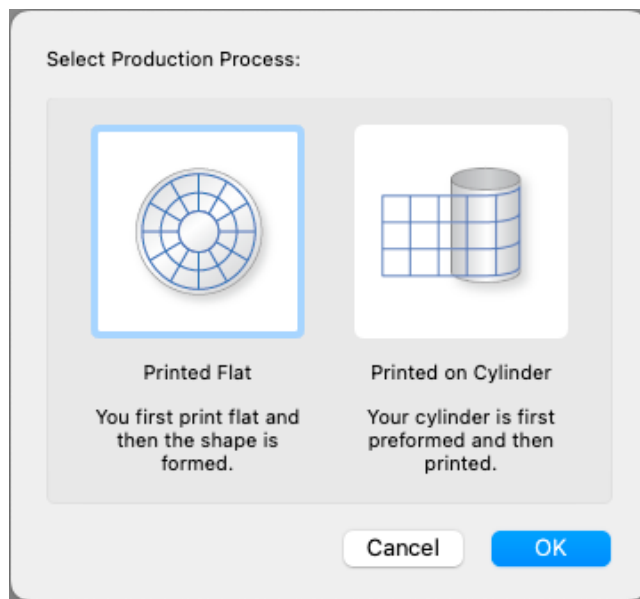 Select Production Process:
Printed Flat
You first print flat and
then the shape is
formed.
Printed on Cylinder
Your cylinder is first
preformed and then
printed.
Cancel
OK